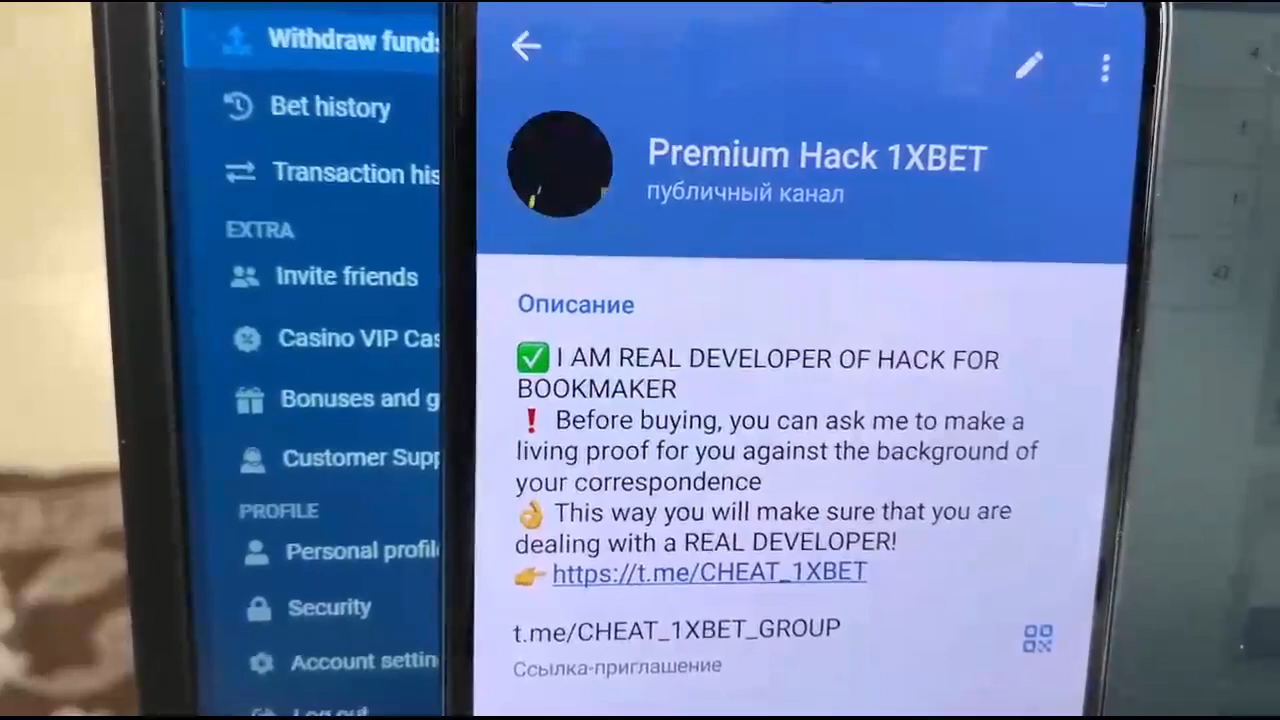 Withdraw funds
Bet history
Transaction his
EXTRA
Invite friends
Casino VIP Cas
Bonuses and g
Customer Supp
PROFILE
Personal profil
Security
Account settin
Log out
Premium Hack 1XBET
публичный канал
Описание
✅ I AM REAL DEVELOPER OF HACK FOR
BOOKMAKER
❗ Before buying, you can ask me to make a
living proof for you against the background of
your correspondence
👌 This way you will make sure that you are
dealing with a REAL DEVELOPER!
👉 https://t.me/CHEAT_1XBET
t.me/CHEAT_1XBET_GROUP
Ссылка-приглашение